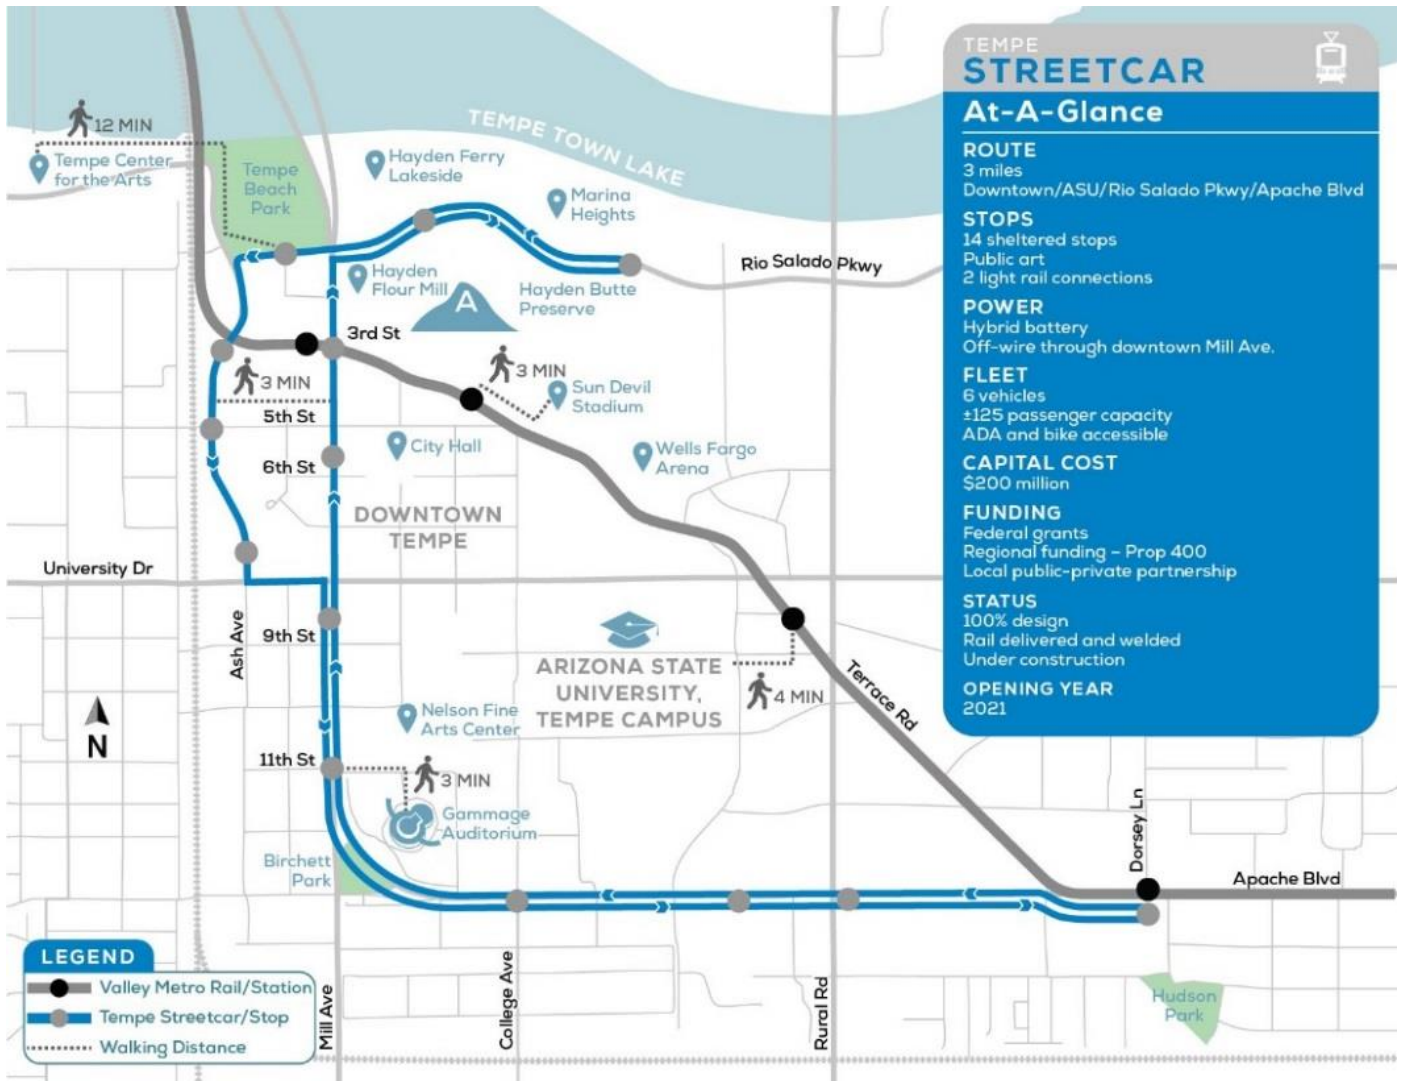 TEMPE
STREETCAR
At-A-Glance
ROUTE
3 miles
Downtown/ASU/Rio Salado Pkwy/Apache Blvd
STOPS
14 sheltered stops
Public art
2 light rail connections
POWER
Hybrid battery
Off-wire through downtown Mill Ave.
FLEET
6 vehicles
±125 passenger capacity
ADA and bike accessible
CAPITAL COST
$200 million
FUNDING
Federal grants
Regional funding – Prop 400
Local public-private partnership
STATUS
100% design
Rail delivered and welded
Under construction
OPENING YEAR
2021
12 MIN
Tempe Center
for the Arts
Tempe
Beach
Park
TEMPE TOWN LAKE
Hayden Ferry
Lakeside
Marina
Heights
Rio Salado Pkwy
Hayden
Flour Mill
A
Hayden Butte
Preserve
3rd St
3 MIN
3 MIN
Sun Devil
Stadium
5th St
City Hall
6th St
Wells Fargo
Arena
DOWNTOWN
TEMPE
University Dr
Ash Ave
9th St
ARIZONA STATE
UNIVERSITY,
TEMPE CAMPUS
4 MIN
Terrace Rd
Nelson Fine
Arts Center
N
11th St
3 MIN
Gammage
Auditorium
Birchett
Park
Dorsey Ln
Apache Blvd
Mill Ave
College Ave
Rural Rd
Hudson
Park
LEGEND
Valley Metro Rail/Station
Tempe Streetcar/Stop
Walking Distance